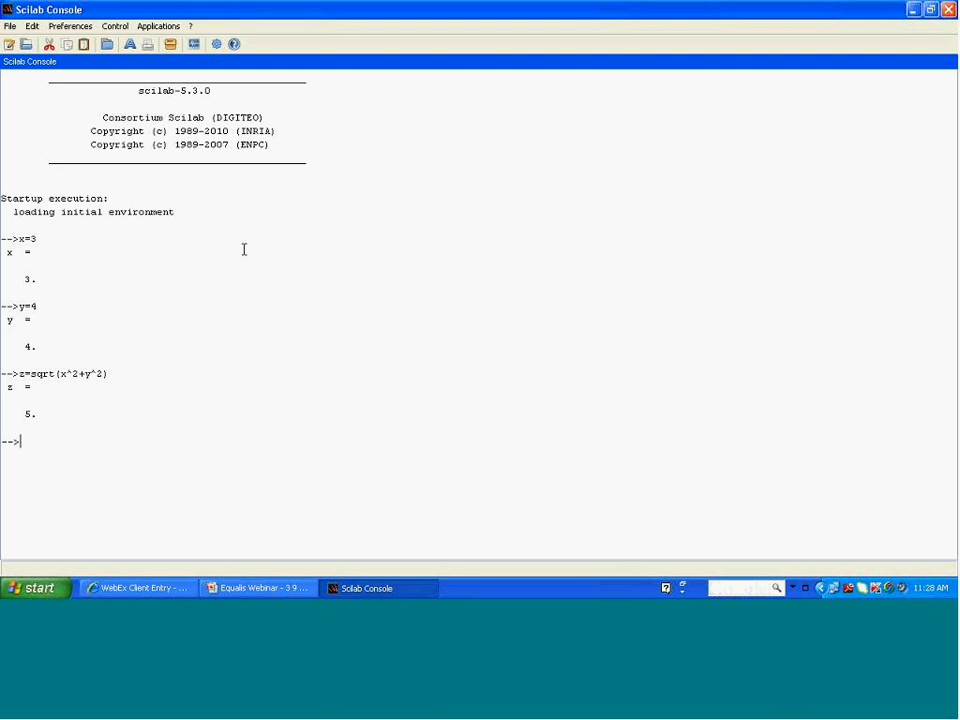 Scilab Console
File Edit Preferences Control Applications ?
Scilab Console
scilab-5.3.0
Consortium Scilab (DIGITEO)
Copyright (c) 1989-2010 (INRIA)
Copyright (c) 1989-2007 (ENPC)
Startup execution:
loading initial environment
-->x=3
x =
3.
-->y=4
y =
4.
-->z=sqrt(x^2+y^2)
z =
5.
-->
start WebEx Client Entry - ... Equalis Webinar - 3 9 ... Scilab Console 11:28 AM